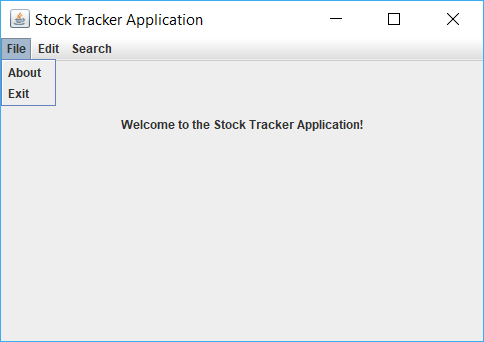 Stock Tracker Application
File Edit Search
About
Exit
Welcome to the Stock Tracker Application!